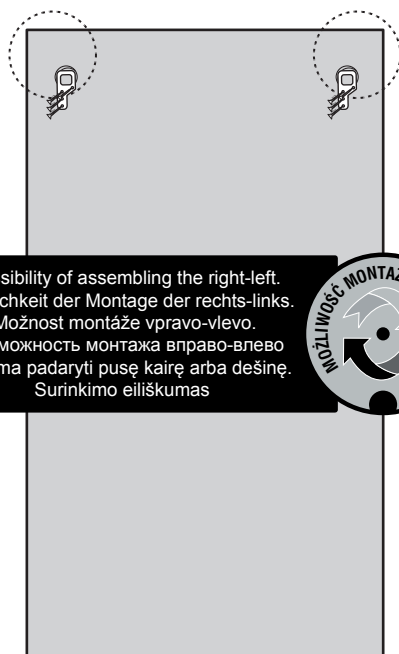 sibility of assembling the right-left.
chkeit der Montage der rechts-links.
Možnost montáže vpravo-vlevo.
можность монтажа вправо-влево
ma padaryti pusę kairę arba dešinę.
Surinkimo eiliškumas
MOŻLIWOŚĆ MONTAŻ